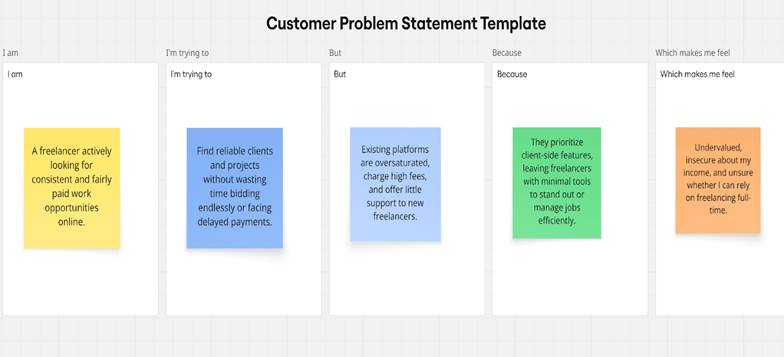 Customer Problem Statement Template
I am
I'm trying to
But
Because
Which makes me feel
I am
I'm trying to
But
Because
Which makes me feel
A freelancer actively
looking for
consistent and fairly
paid work
opportunities
online.
Find reliable clients
and projects
without wasting
time bidding
endlessly or facing
delayed payments.
Existing platforms
are oversaturated,
charge high fees,
and offer little
support to new
freelancers.
They prioritize
client-side features,
leaving freelancers
with minimal tools
to stand out or
manage jobs
efficiently.
Undervalued,
insecure about my
income, and unsure
whether I can rely
on freelancing full-
time.